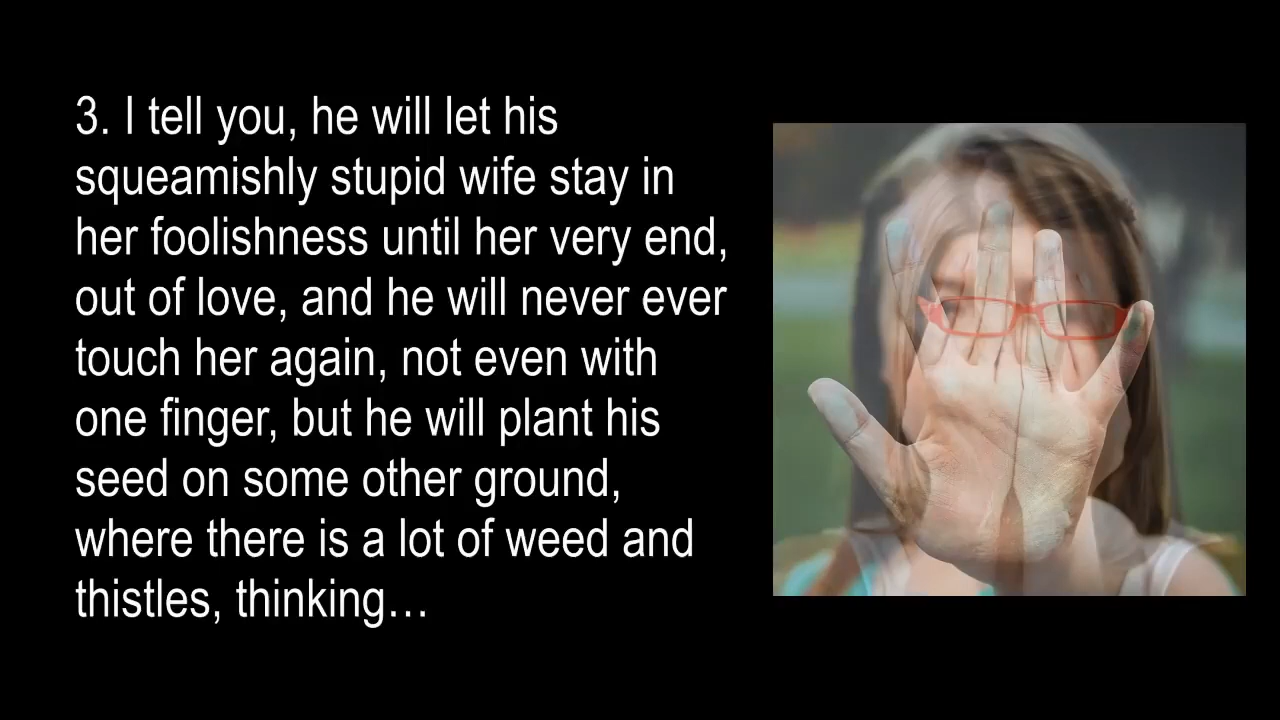 3. I tell you, he will let his
squeamishly stupid wife stay in
her foolishness until her very end,
out of love, and he will never ever
touch her again, not even with
one finger, but he will plant his
seed on some other ground,
where there is a lot of weed and
thistles, thinking…